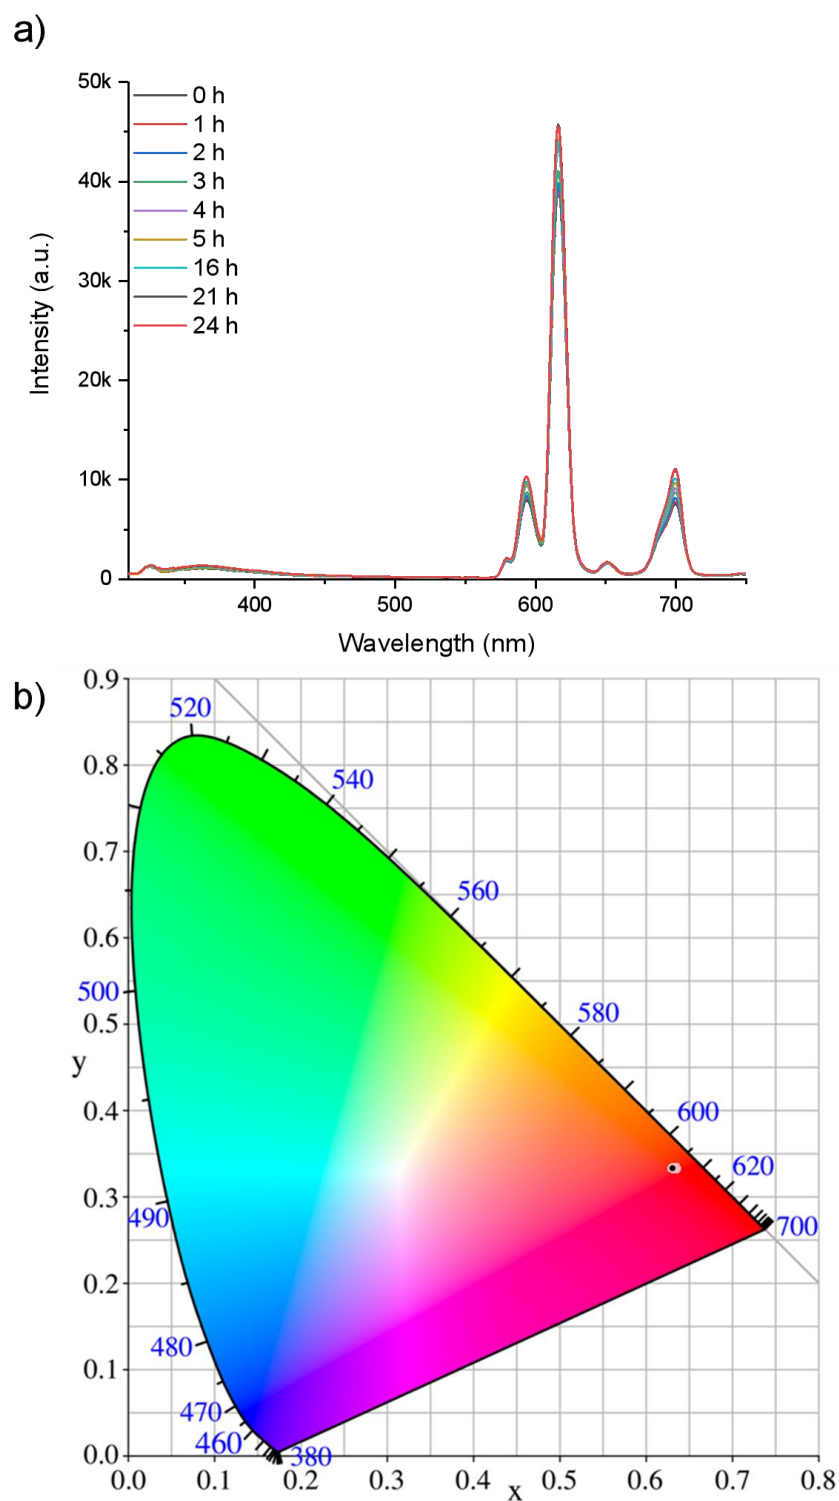 a)
50k
40k
30k
20k
10k
0
Intensity (a.u.)
0 h
1 h
2 h
3 h
4 h
5 h
16 h
21 h
24 h
400 500 600 700
Wavelength (nm)
b)
0.9
0.8
0.7
0.6
0.5
y
0.4
0.3
0.2
0.1
0.0
520
540
560
500
580
600
620
490
700
480
470
460
380
0.0 0.1 0.2 0.3 0.4 0.5 0.6 0.7 0.8
x